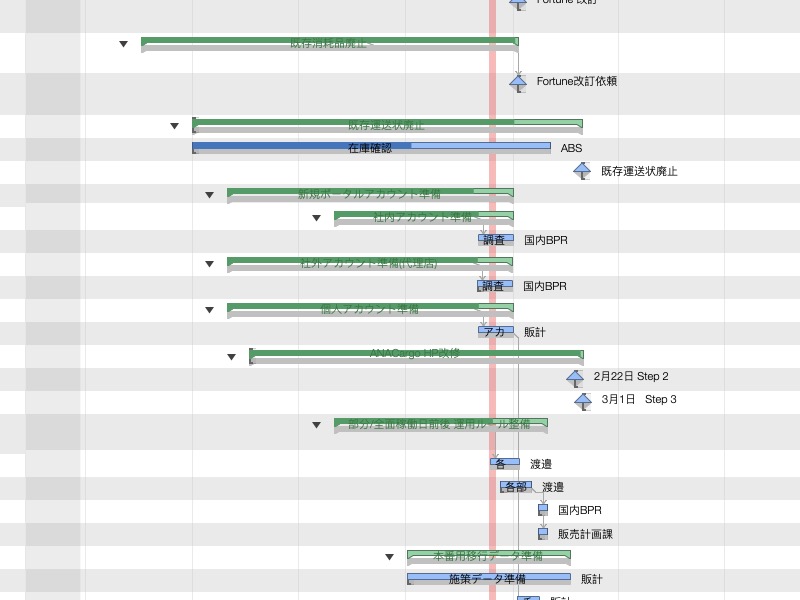 Fortune 改訂
既存消耗品廃止~
Fortune改訂依頼
既存運送状廃止
在庫確認 ABS
既存運送状廃止
新規ポータルアカウント準備
社内アカウント準備
調査 国内BPR
社外アカウント準備(代理店)
調査 国内BPR
個人アカウント準備
アカ 販計
ANACargo HP改修
2月22日 Step 2
3月1日 Step 3
部分/全面稼働日前後 運用ルール整備
各 渡邉
各部 渡邉
国内BPR
販売計画課
本番用移行データ準備
施策データ準備 販計
販計